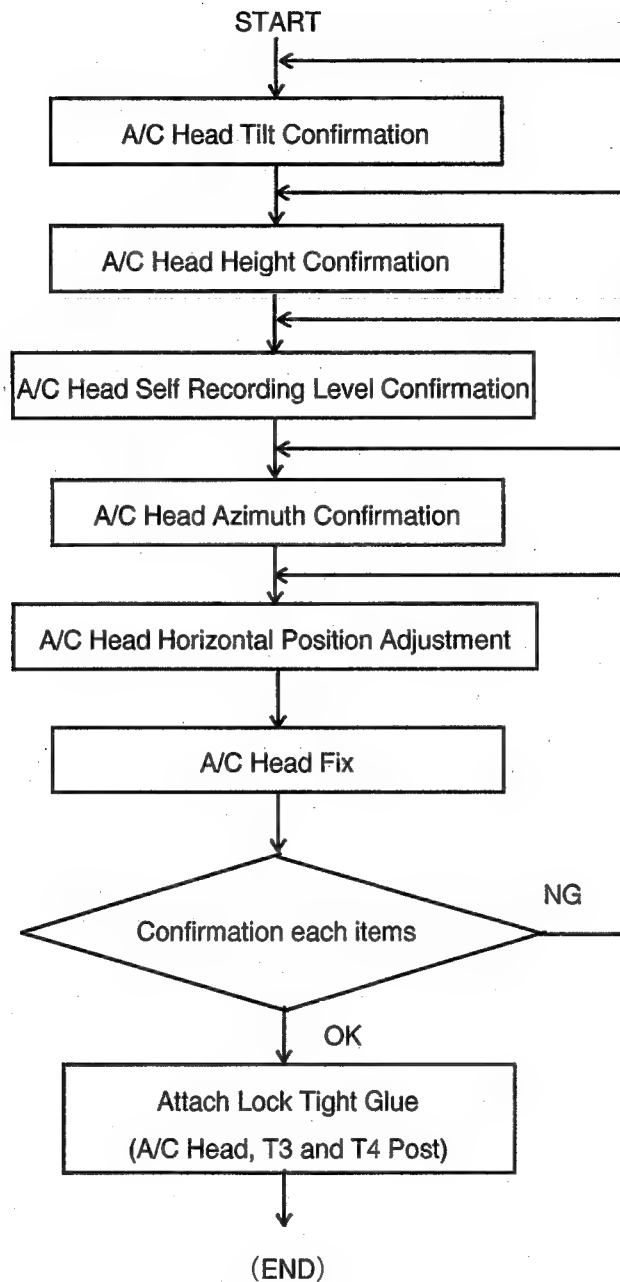 START
A/C Head Tilt Confirmation
A/C Head Height Confirmation
A/C Head Self Recording Level Confirmation
A/C Head Azimuth Confirmation
A/C Head Horizontal Position Adjustment
A/C Head Fix
Confirmation each items
NG
OK
Attach Lock Tight Glue
(A/C Head, T3 and T4 Post)
(END)